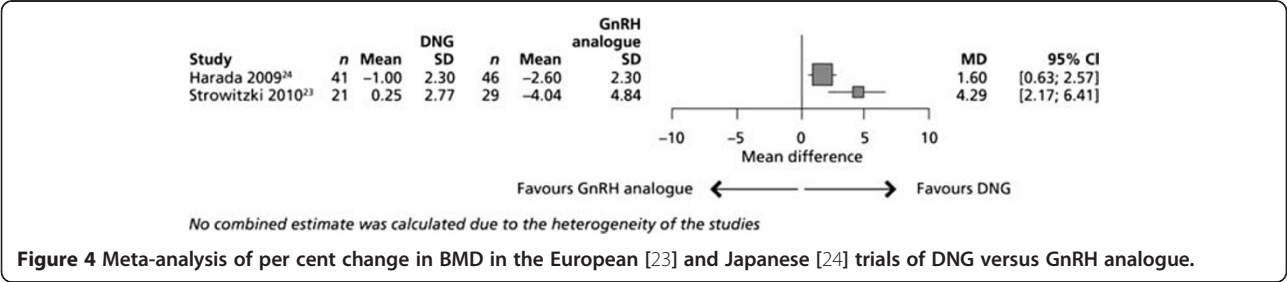 GnRH
DNG analogue
Study n Mean SD n Mean SD MD 95% CI
Harada 2009²⁴ 41 −1.00 2.30 46 −2.60 2.30 1.60 [0.63; 2.57]
Strowitzki 2010²³ 21 0.25 2.77 29 −4.04 4.84 4.29 [2.17; 6.41]
−10 −5 0 5 10
Mean difference
Favours GnRH analogue Favours DNG
No combined estimate was calculated due to the heterogeneity of the studies
Figure 4 Meta-analysis of per cent change in BMD in the European [23] and Japanese [24] trials of DNG versus GnRH analogue.